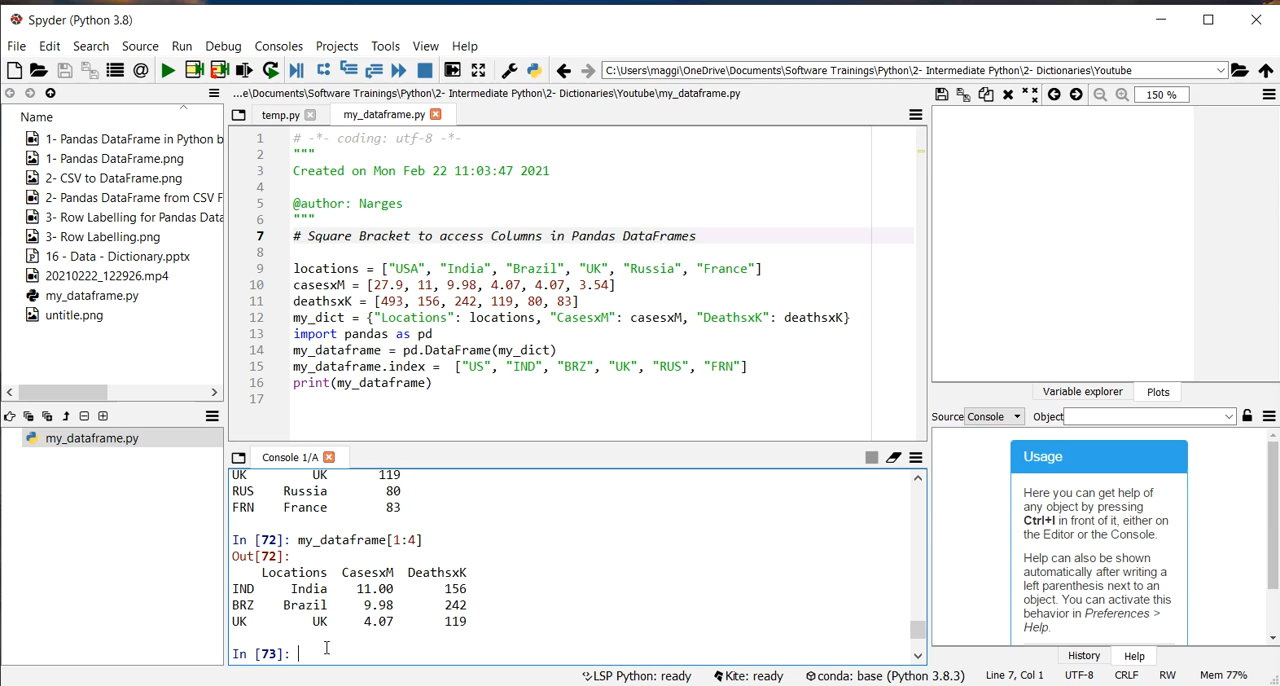 Spyder (Python 3.8)
File Edit Search Source Run Debug Consoles Projects Tools View Help
C:\Users\maggi\OneDrive\Documents\Software Trainings\Python\2- Intermediate Python\2- Dictionaries\Youtube
...e\Documents\Software Trainings\Python\2- Intermediate Python\2- Dictionaries\Youtube\my_dataframe.py
150 %
Name
1- Pandas DataFrame in Python b
1- Pandas DataFrame.png
2- CSV to DataFrame.png
2- Pandas DataFrame from CSV F
3- Row Labelling for Pandas Data
3- Row Labelling.png
16 - Data - Dictionary.pptx
20210222_122926.mp4
my_dataframe.py
untitle.png
my_dataframe.py
temp.py my_dataframe.py
1 # -*- coding: utf-8 -*-
2 """
3 Created on Mon Feb 22 11:03:47 2021
4
5 @author: Narges
6 """
7 # Square Bracket to access Columns in Pandas DataFrames
8
9 locations = ["USA", "India", "Brazil", "UK", "Russia", "France"]
10 casesxM = [27.9, 11, 9.98, 4.07, 4.07, 3.54]
11 deathsxK = [493, 156, 242, 119, 80, 83]
12 my_dict = {"Locations": locations, "CasesxM": casesxM, "DeathsxK": deathsxK}
13 import pandas as pd
14 my_dataframe = pd.DataFrame(my_dict)
15 my_dataframe.index = ["US", "IND", "BRZ", "UK", "RUS", "FRN"]
16 print(my_dataframe)
17
Console 1/A
UK UK 119
RUS Russia 80
FRN France 83
In [72]: my_dataframe[1:4]
Out[72]:
Locations CasesxM DeathsxK
IND India 11.00 156
BRZ Brazil 9.98 242
UK UK 4.07 119
In [73]:
Variable explorer Plots
Source Console Object
Usage
Here you can get help of
any object by pressing
Ctrl+I in front of it, either on
the Editor or the Console.
Help can also be shown
automatically after writing a
left parenthesis next to an
object. You can activate this
behavior in Preferences >
Help.
History Help
LSP Python: ready Kite: ready conda: base (Python 3.8.3) Line 7, Col 1 UTF-8 CRLF RW Mem 77%